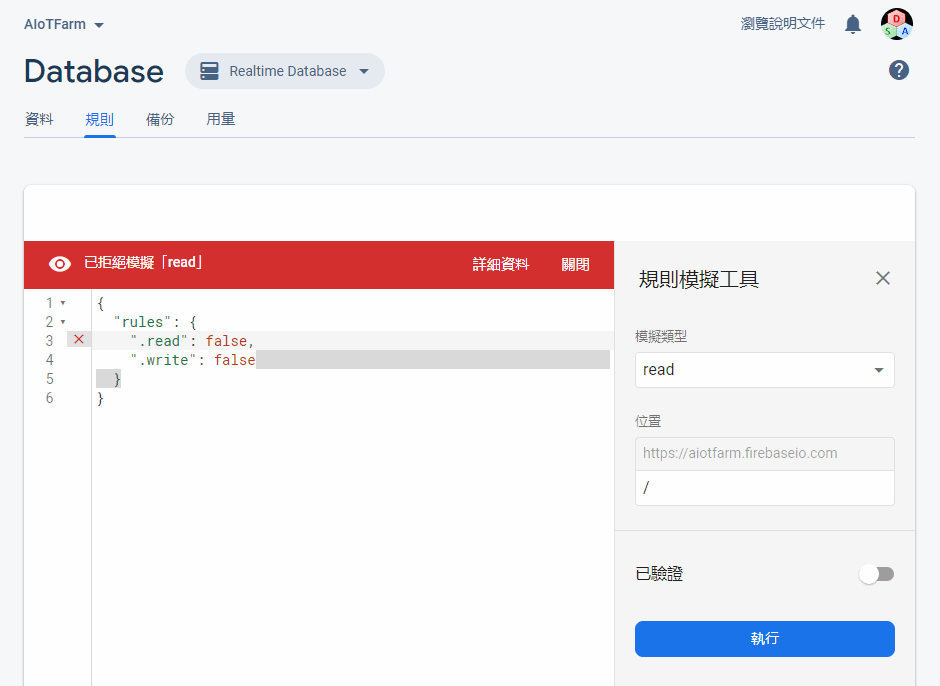 AIoTFarm
瀏覽說明文件
D
S A
Database
Realtime Database
?
資料 規則 備份 用量
已拒絕模擬「read」 詳細資料 關閉
1 {
2 "rules": {
3 ".read": false,
4 ".write": false
5 }
6 }
規則模擬工具
模擬類型
read
位置
https://aiotfarm.firebaseio.com
/
已驗證
執行